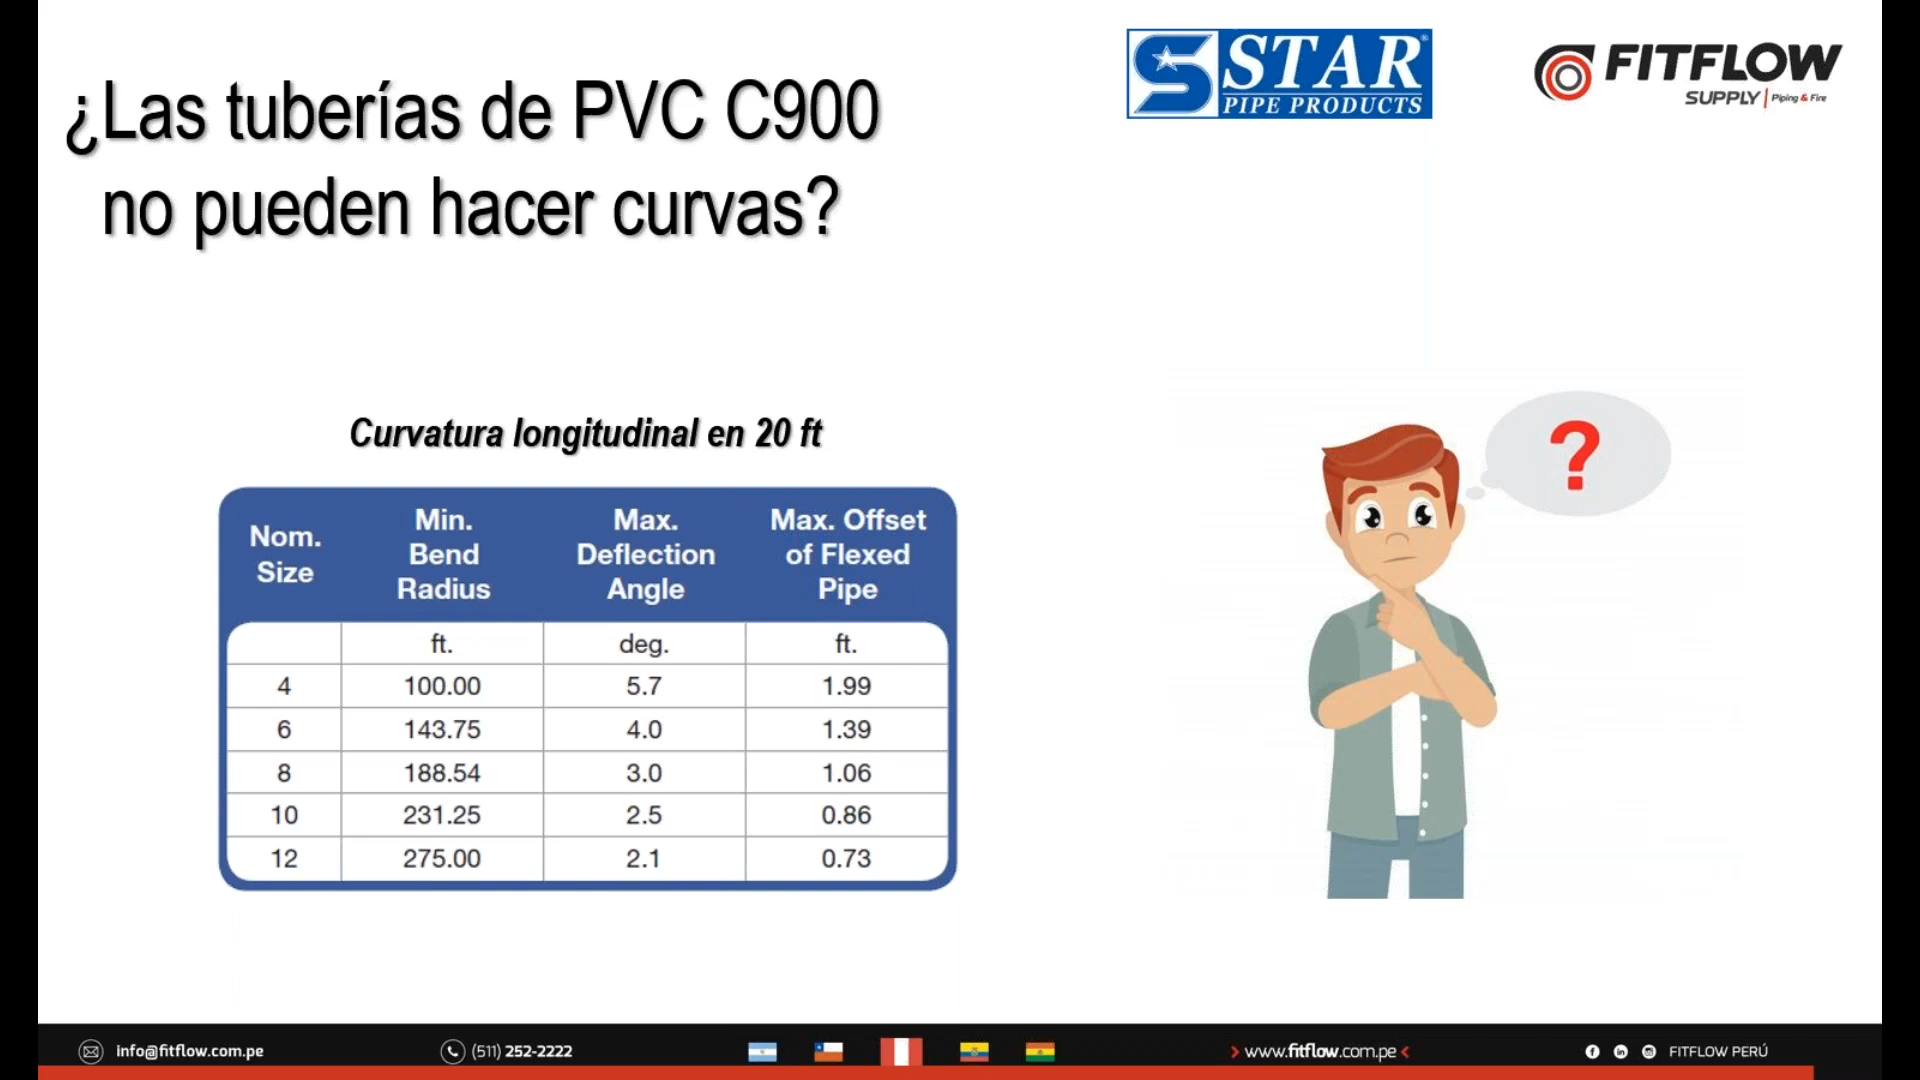 ¿Las tuberías de PVC C900
no pueden hacer curvas?
STAR®
PIPE PRODUCTS
FITFLOW
SUPPLY | Piping & Fire
Curvatura longitudinal en 20 ft
Nom. Size | Min. Bend Radius | Max. Deflection Angle | Max. Offset of Flexed Pipe
ft. deg. ft.
4 100.00 5.7 1.99
6 143.75 4.0 1.39
8 188.54 3.0 1.06
10 231.25 2.5 0.86
12 275.00 2.1 0.73
?
info@fitflow.com.pe (511) 252-2222 > www.fitflow.com.pe < FITFLOW PERÚ